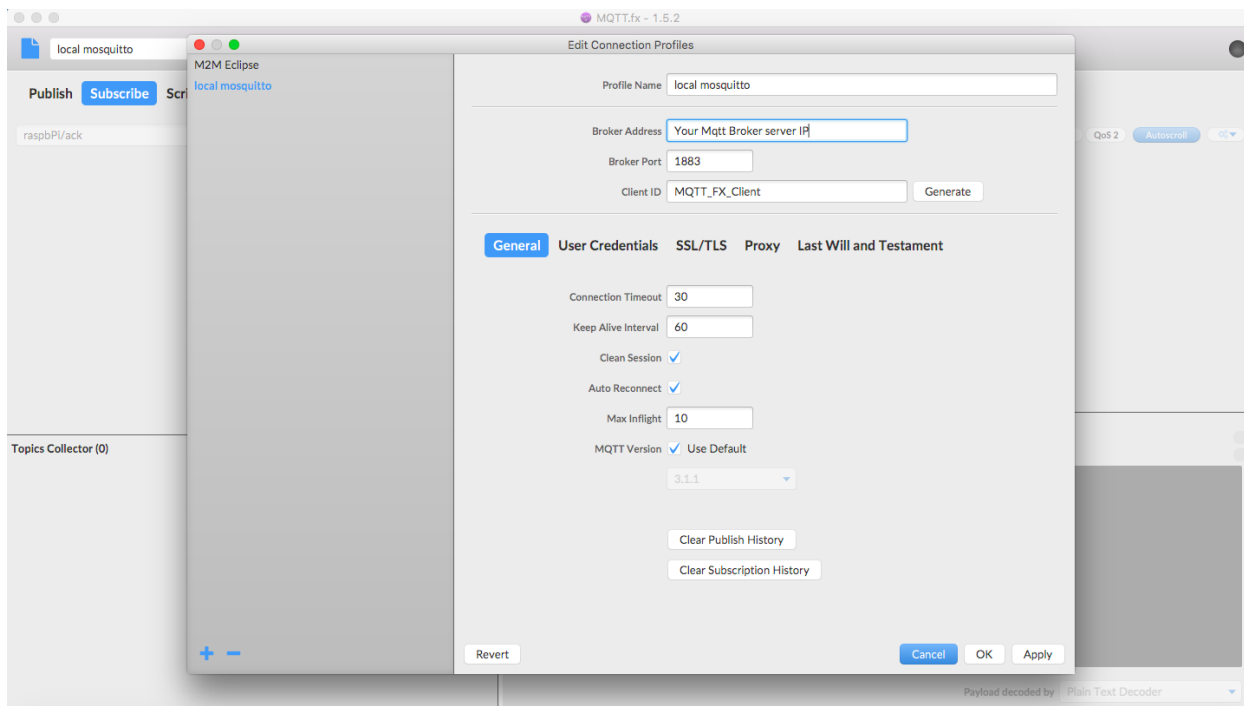 MQTT.fx - 1.5.2
local mosquitto
Edit Connection Profiles
M2M Eclipse
local mosquitto
Publish Subscribe Scri
raspbPi/ack
QoS 2 Autoscroll
Profile Name local mosquitto
Broker Address Your Mqtt Broker server IP
Broker Port 1883
Client ID MQTT_FX_Client Generate
General User Credentials SSL/TLS Proxy Last Will and Testament
Connection Timeout 30
Keep Alive Interval 60
Clean Session
Auto Reconnect
Max Inflight 10
MQTT Version Use Default
3.1.1
Topics Collector (0)
Clear Publish History
Clear Subscription History
Revert Cancel OK Apply
Payload decoded by Plain Text Decoder